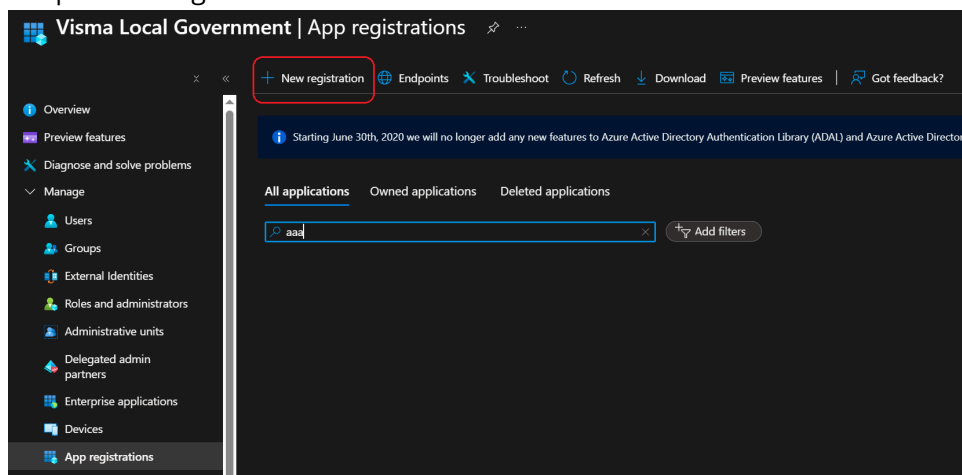 Visma Local Government | App registrations
New registration Endpoints Troubleshoot Refresh Download Preview features Got feedback?
Overview
Preview features
Starting June 30th, 2020 we will no longer add any new features to Azure Active Directory Authentication Library (ADAL) and Azure Active Director
Diagnose and solve problems
Manage
All applications Owned applications Deleted applications
Users
aaa Add filters
Groups
External Identities
Roles and administrators
Administrative units
Delegated admin
partners
Enterprise applications
Devices
App registrations